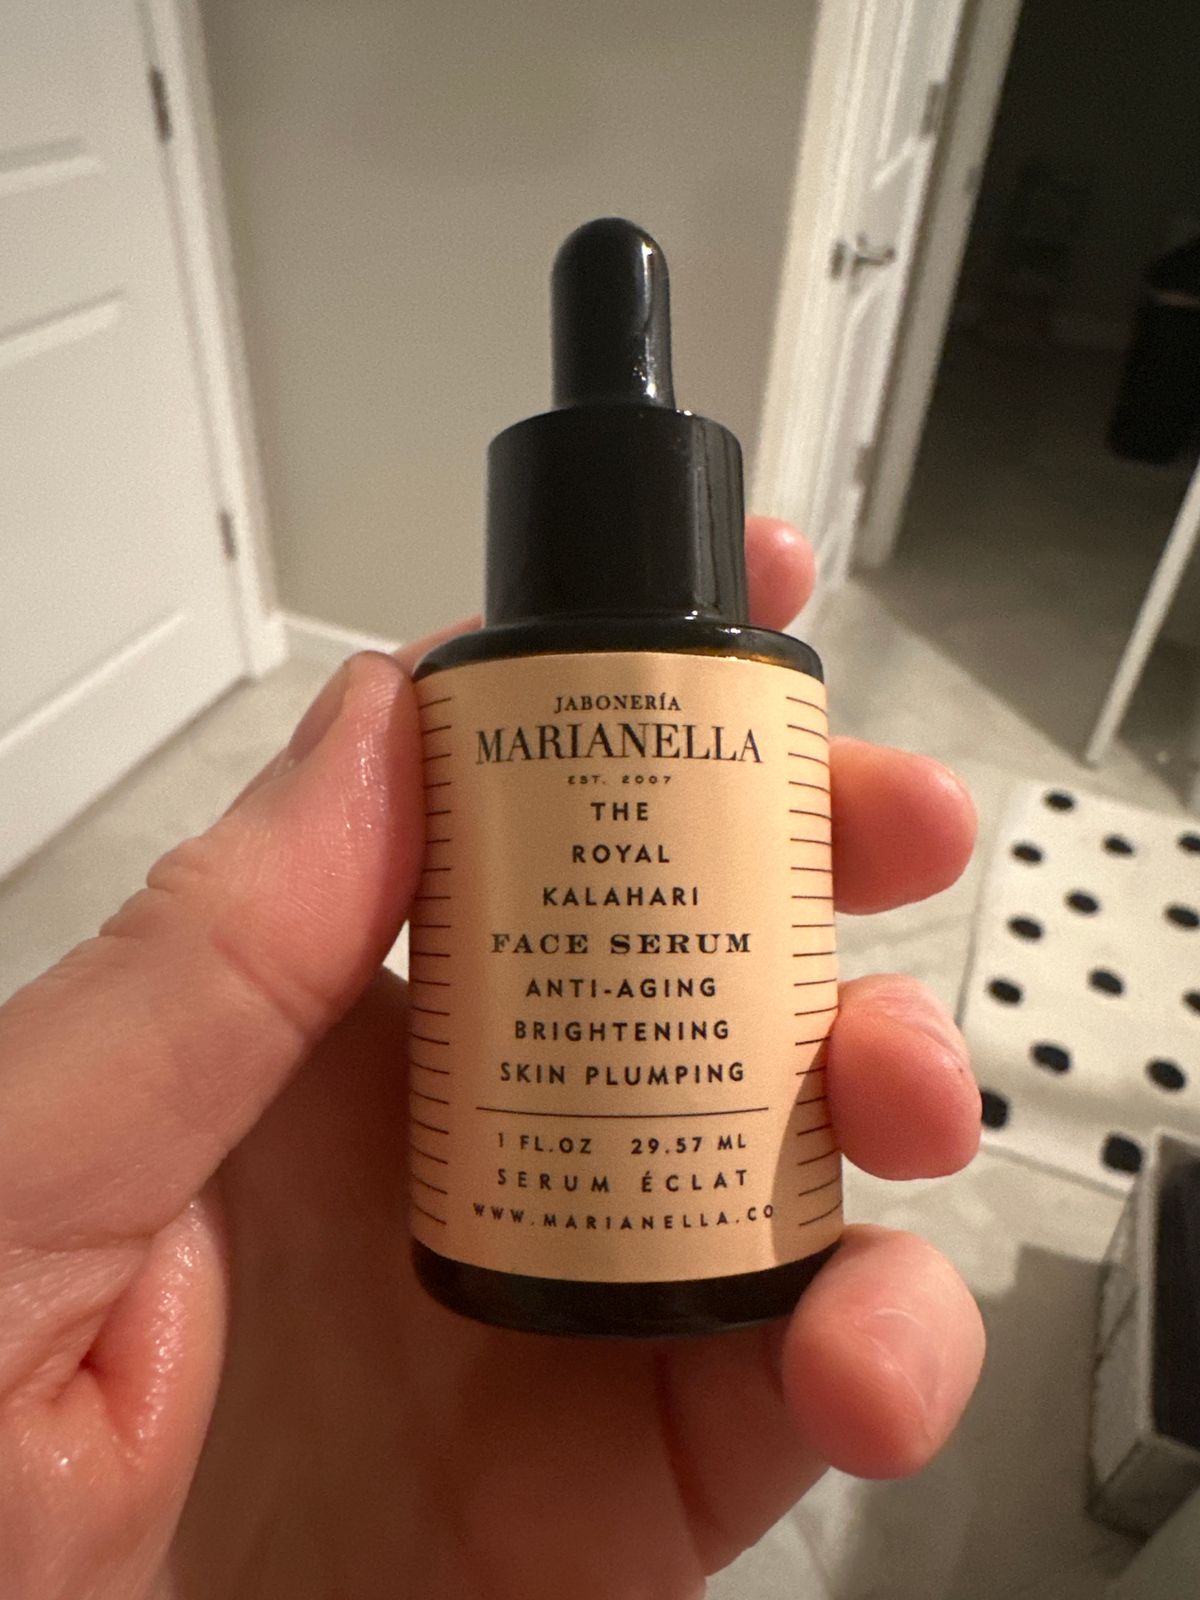 JABONERÍA
MARIANELLA
EST. 2007
THE
ROYAL
KALAHARI
FACE SERUM
ANTI-AGING
BRIGHTENING
SKIN PLUMPING
1 FL.OZ 29.57 ML
SERUM ÉCLAT
WWW.MARIANELLA.CO